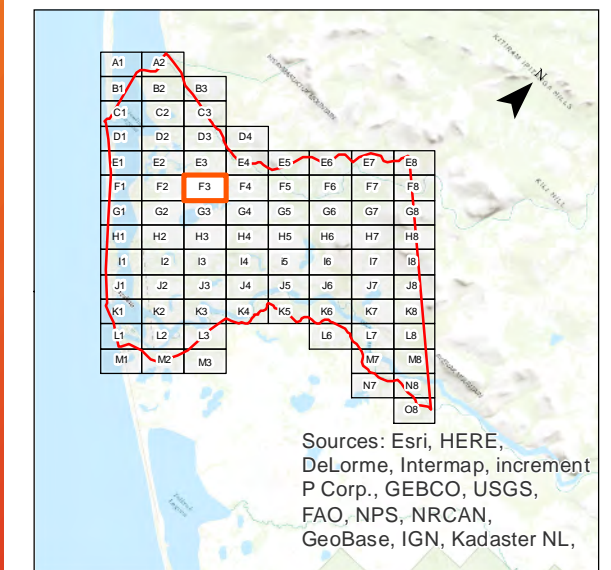 KITIRAM IPIRINGA HILLS
N
A1 A2
B1 B2 B3
C1 C2 C3
D1 D2 D3 D4
E1 E2 E3 E4 E5 E6 E7 E8
KILL HILL
F1 F2 F3 F4 F5 F6 F7 F8
G1 G2 G3 G4 G5 G6 G7 G8
H1 H2 H3 H4 H5 H6 H7 H8
I1 I2 I3 I4 I5 I6 I7 I8
J1 J2 J3 J4 J5 J6 J7 J8
K1 K2 K3 K4 K5 K6 K7 K8
L1 L2 L3 L6 L7 L8
M1 M2 M3 M7 M8
N7 N8
O8
Sources: Esri, HERE,
DeLorme, Intermap, increment
P Corp., GEBCO, USGS,
FAO, NPS, NRCAN,
GeoBase, IGN, Kadaster NL,